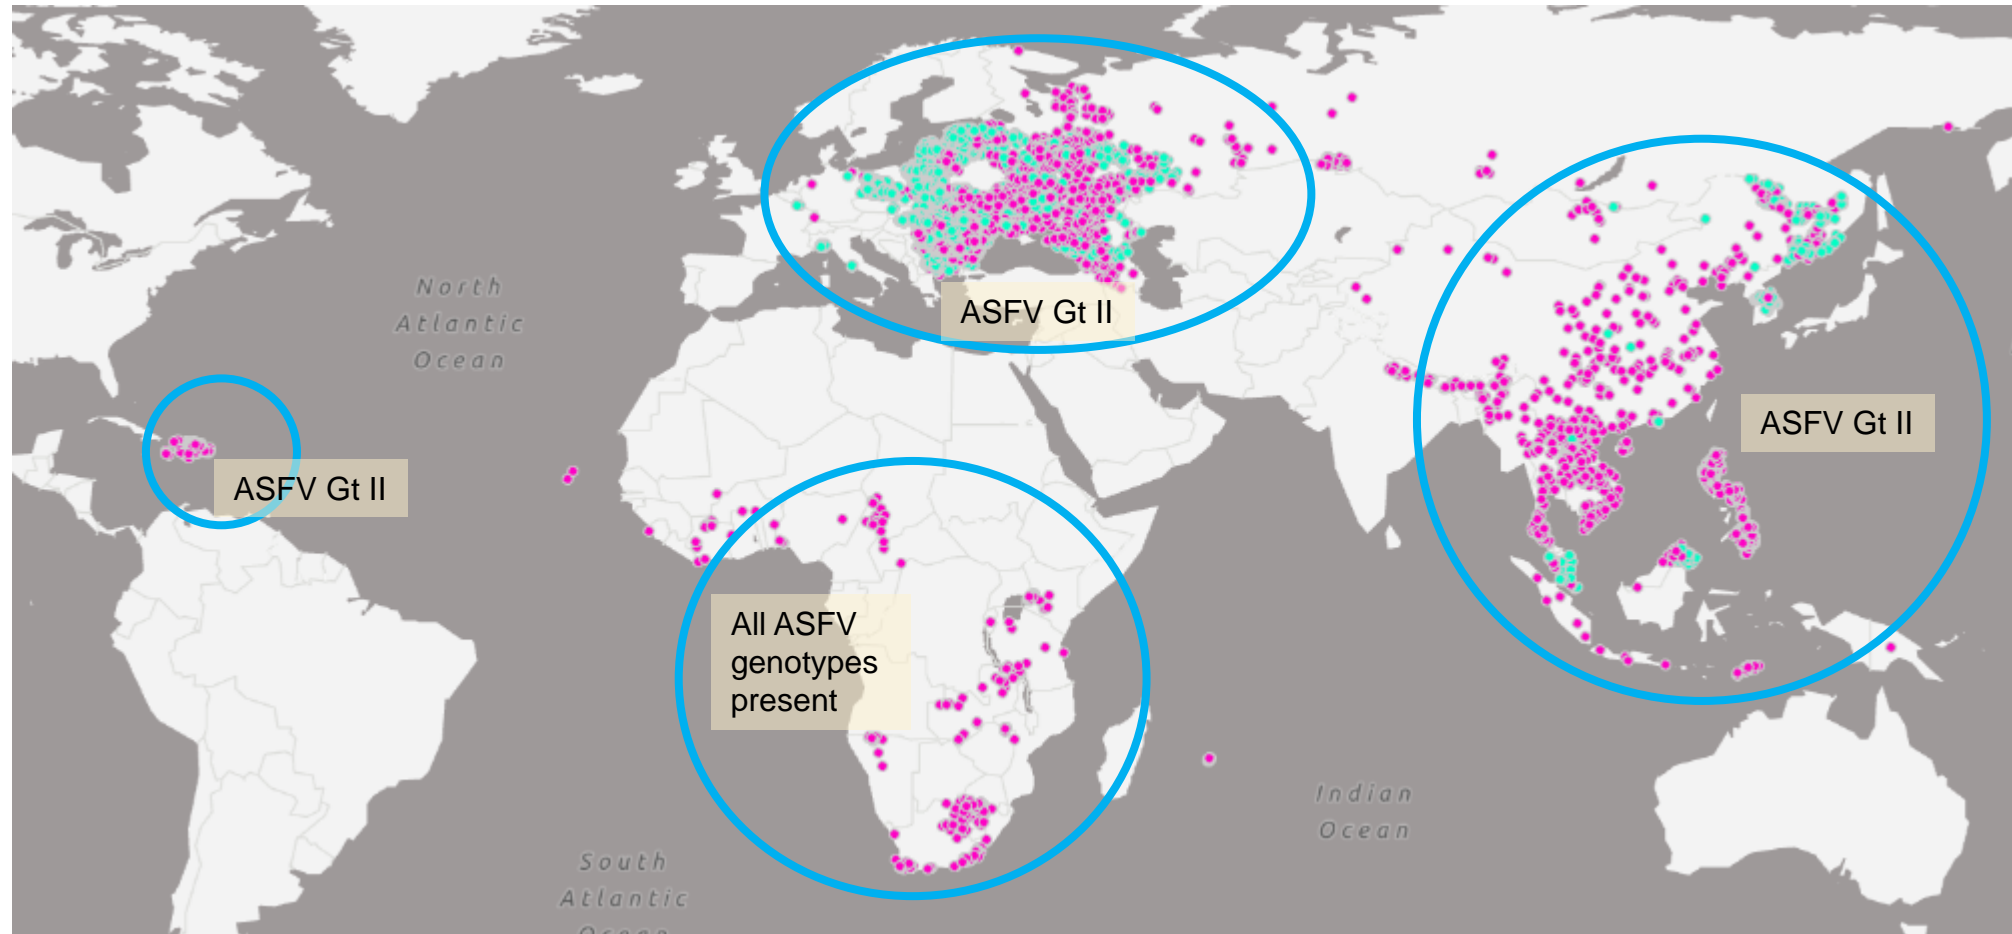 North
Atlantic
Ocean
ASFV Gt II
ASFV Gt II
ASFV Gt II
All ASFV
genotypes
present
Indian
Ocean
South
Atlantic
Ocean